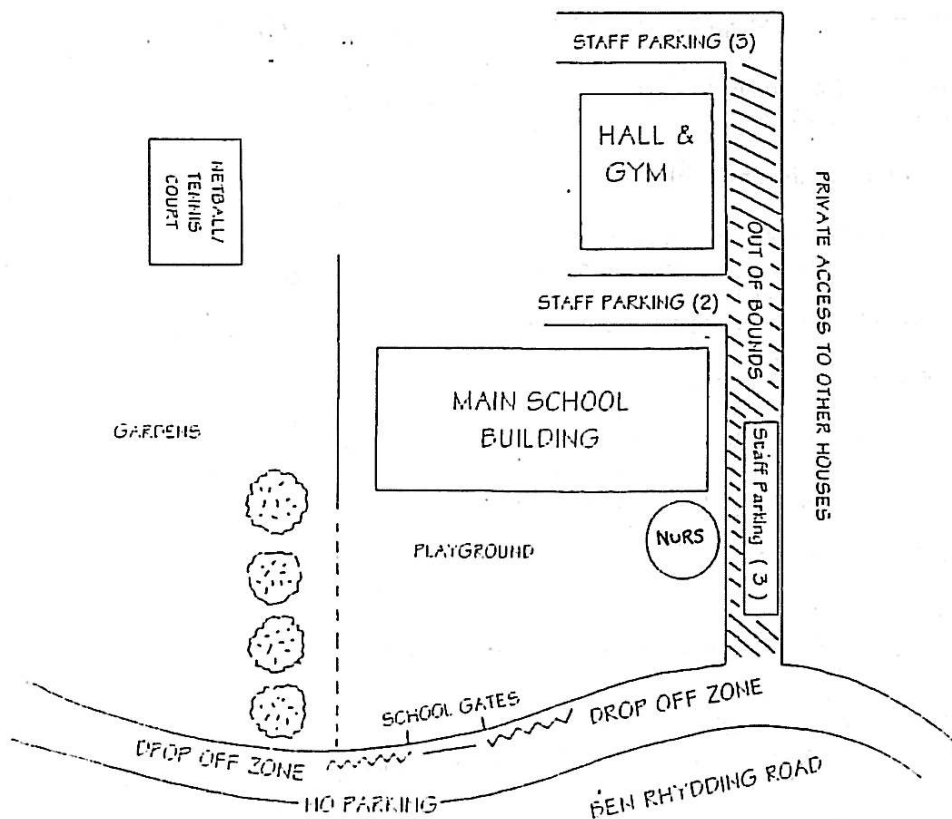 STAFF PARKING (3)
HALL &
GYM
NETBALL/
TENNIS
COURT
PRIVATE ACCESS TO OTHER HOUSES
OUT OF BOUNDS
STAFF PARKING (2)
MAIN SCHOOL
BUILDING
GARDENS
Staff Parking (3)
NURS
PLAYGROUND
SCHOOL GATES
DROP OFF ZONE
DROP OFF ZONE
NO PARKING
BEN RHYDDING ROAD